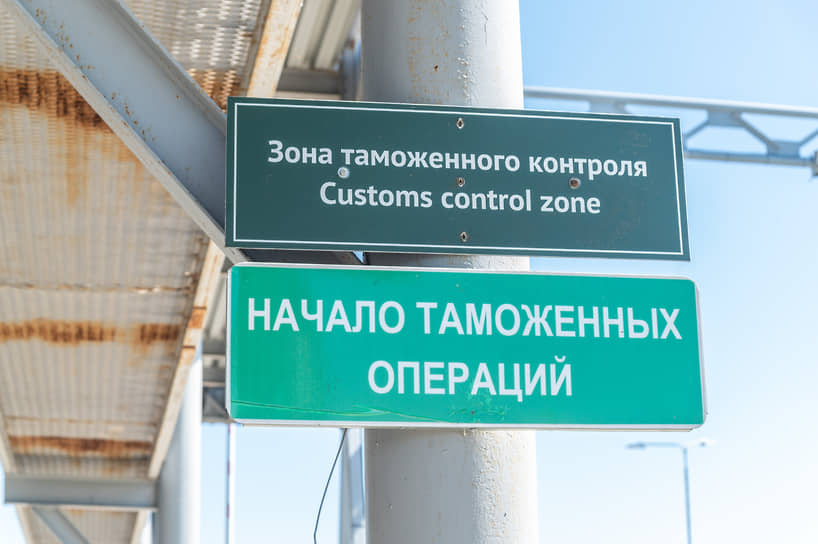 Зона таможенного контроля
Customs control zone
НАЧАЛО ТАМОЖЕННЫХ
ОПЕРАЦИЙ